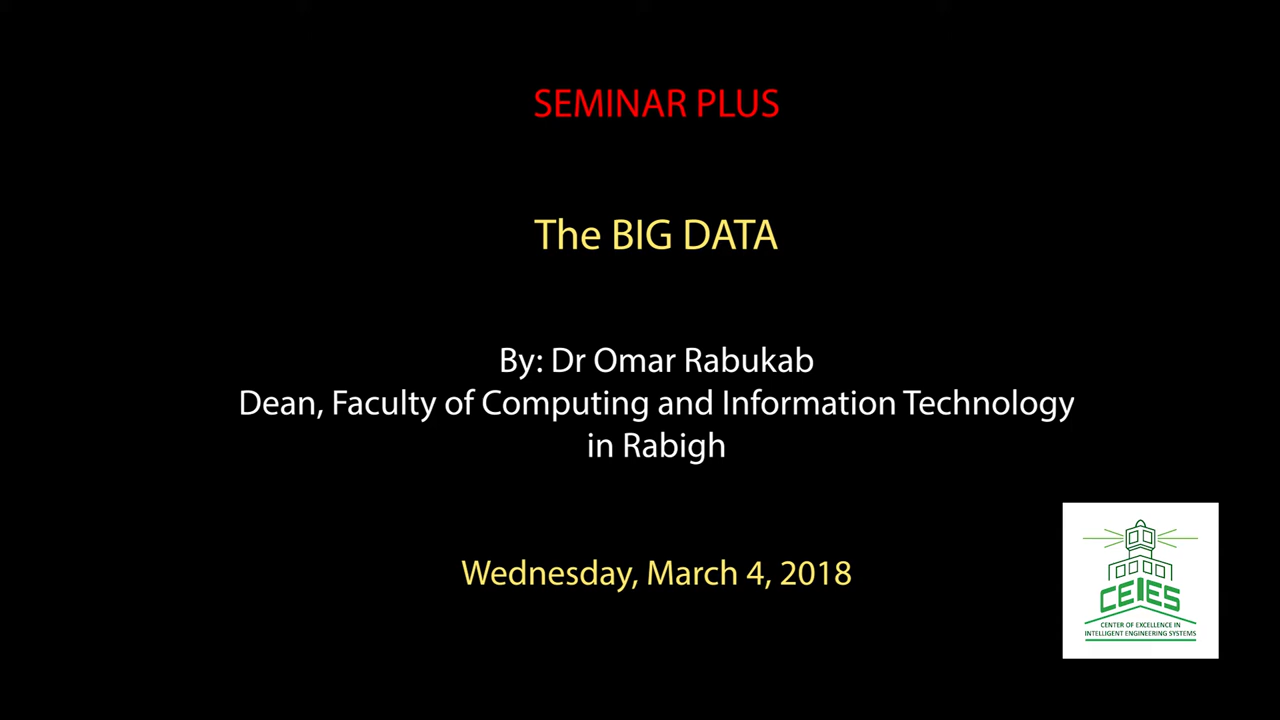 SEMINAR PLUS
The BIG DATA
By: Dr Omar Rabukab
Dean, Faculty of Computing and Information Technology
in Rabigh
Wednesday, March 4, 2018
CEIES
CENTER OF EXCELLENCE IN
INTELLIGENT ENGINEERING SYSTEMS